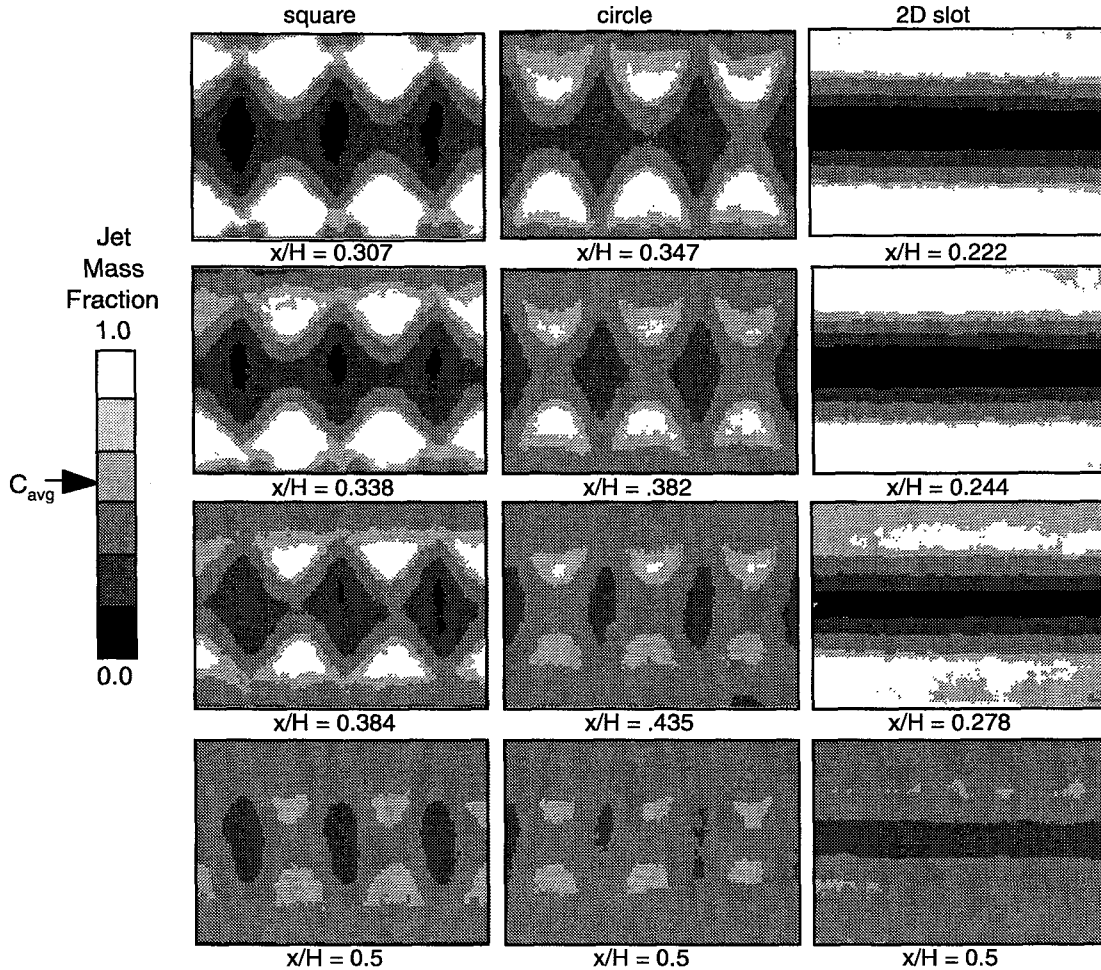 square circle 2D slot
x/H = 0.307 x/H = 0.347 x/H = 0.222
Jet
Mass
Fraction
1.0
x/H = 0.338 x/H = .382 x/H = 0.244
Cavg
x/H = 0.384 x/H = .435 x/H = 0.278
0.0
x/H = 0.5 x/H = 0.5 x/H = 0.5